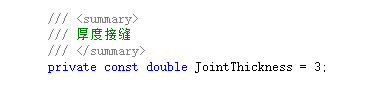 /// <summary>
/// 厚度接缝
/// </summary>
private const double JointThickness = 3;